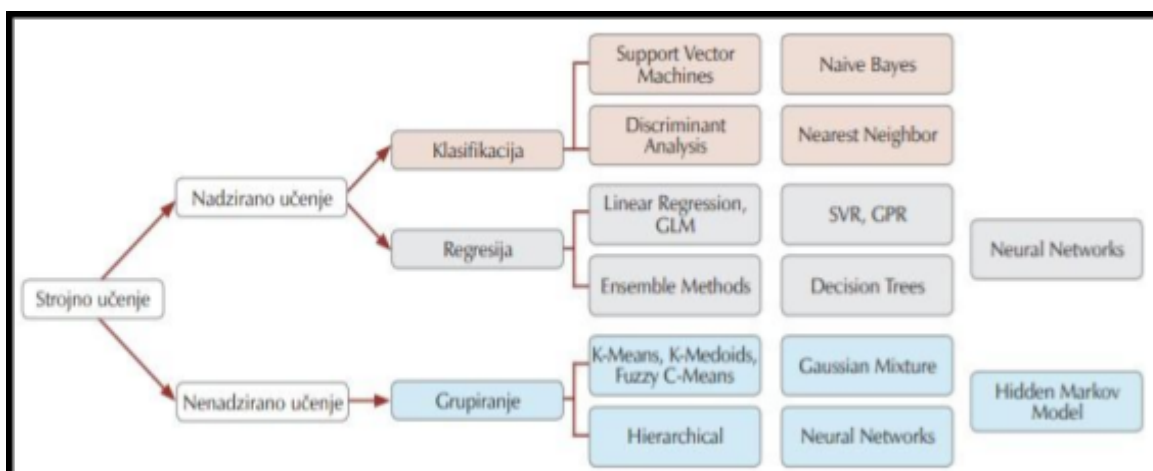 Strojno učenje
Nadzirano učenje
Nenadzirano učenje
Klasifikacija
Regresija
Grupiranje
Support Vector
Machines
Naive Bayes
Discriminant
Analysis
Nearest Neighbor
Linear Regression,
GLM
SVR, GPR
Ensemble Methods
Decision Trees
Neural Networks
K-Means, K-Medoids,
Fuzzy C-Means
Gaussian Mixture
Hierarchical
Neural Networks
Hidden Markov
Model